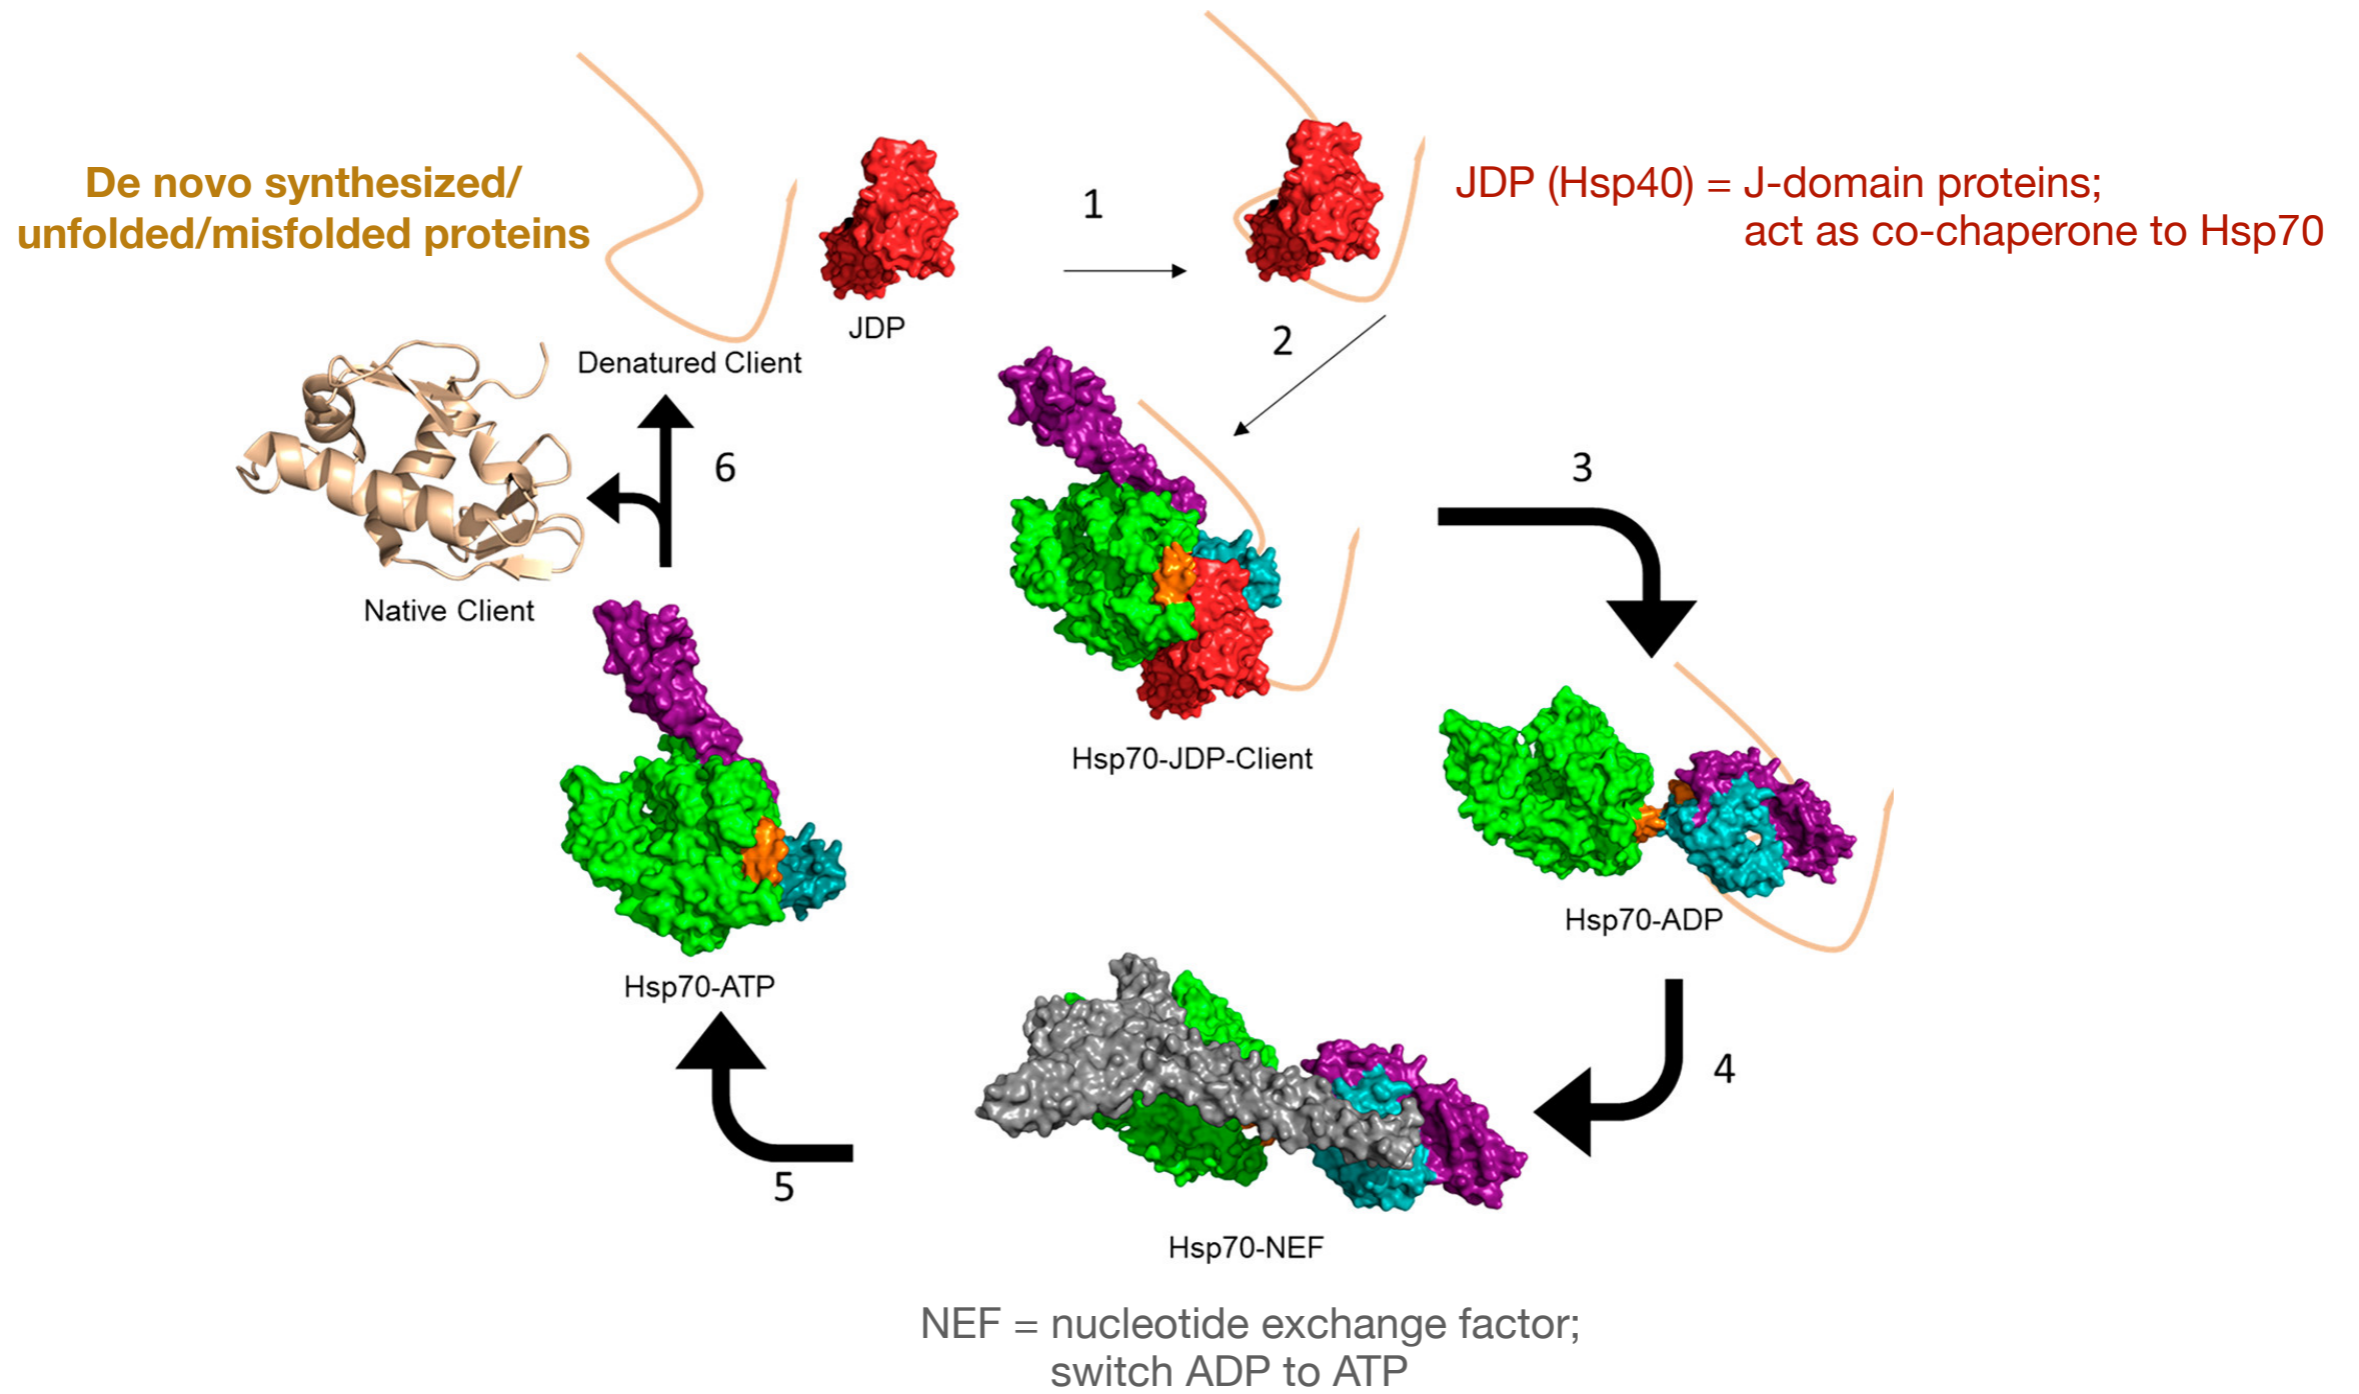 De novo synthesized/
unfolded/misfolded proteins
JDP
1
JDP (Hsp40) = J-domain proteins;
act as co-chaperone to Hsp70
2
Denatured Client
6
3
Native Client
Hsp70-JDP-Client
Hsp70-ADP
Hsp70-ATP
4
5
Hsp70-NEF
NEF = nucleotide exchange factor;
switch ADP to ATP